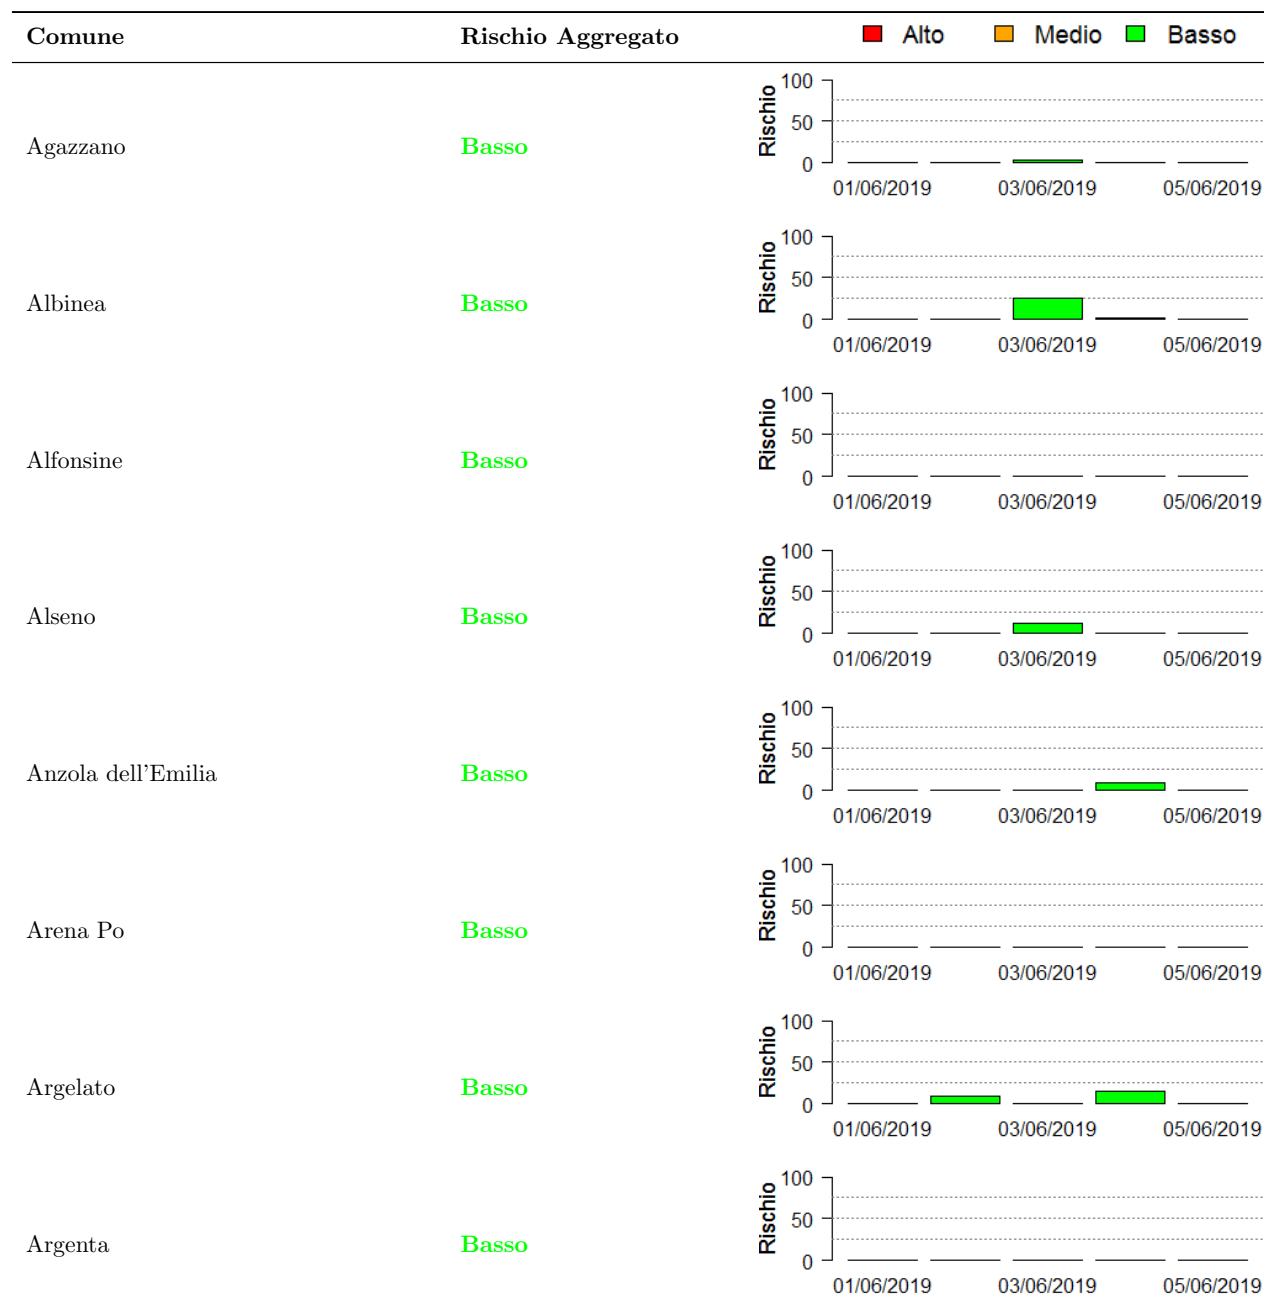 Comune Rischio Aggregato Alto Medio Basso
100
50
0
Rischio
Agazzano Basso
01/06/2019 03/06/2019 05/06/2019
100
50
0
Rischio
Albinea Basso
01/06/2019 03/06/2019 05/06/2019
100
50
0
Rischio
Alfonsine Basso
01/06/2019 03/06/2019 05/06/2019
100
50
0
Rischio
Alseno Basso
01/06/2019 03/06/2019 05/06/2019
100
50
0
Rischio
Anzola dell'Emilia Basso
01/06/2019 03/06/2019 05/06/2019
100
50
0
Rischio
Arena Po Basso
01/06/2019 03/06/2019 05/06/2019
100
50
0
Rischio
Argelato Basso
01/06/2019 03/06/2019 05/06/2019
100
50
0
Rischio
Argenta Basso
01/06/2019 03/06/2019 05/06/2019